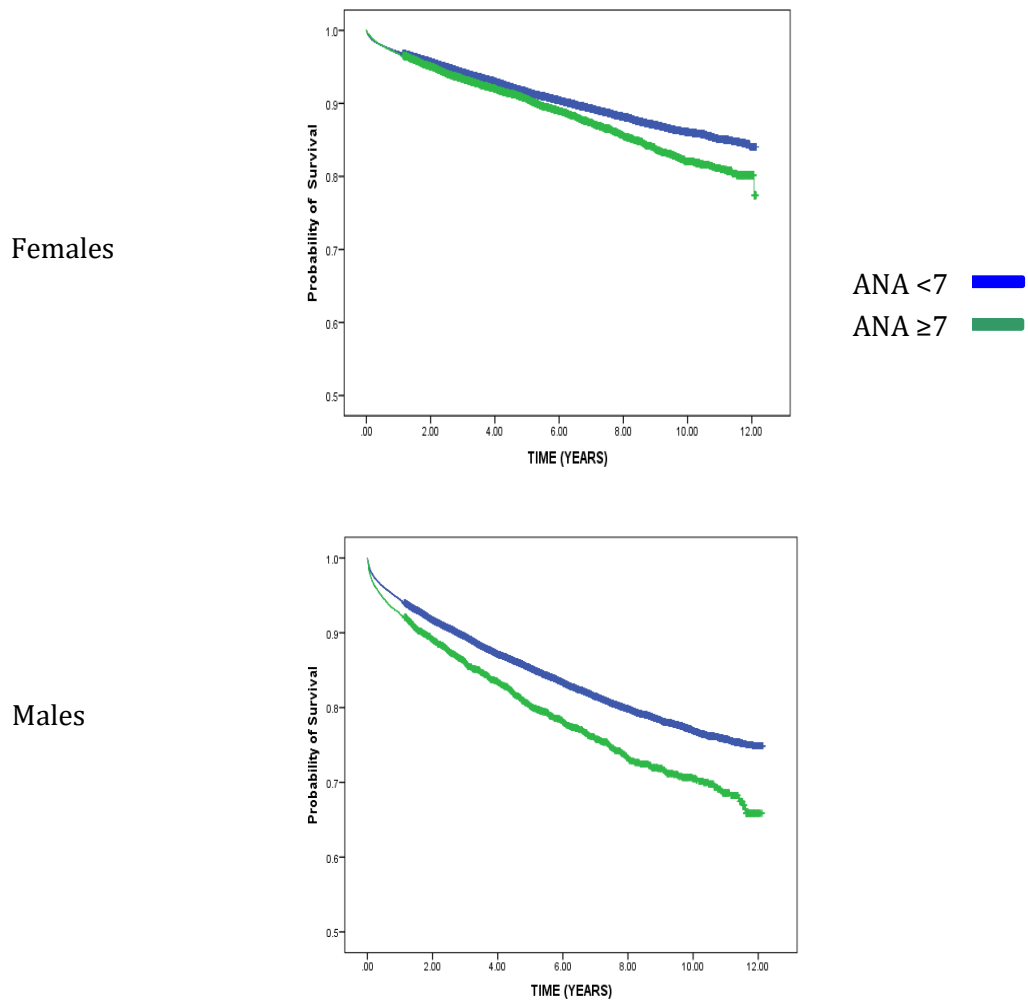 1.0
0.9
0.8
0.7
0.6
0.5
Probability of Survival
.00 2.00 4.00 6.00 8.00 10.00 12.00
TIME (YEARS)
Females
ANA <7
ANA ≥7
1.0
0.9
0.8
0.7
0.6
0.5
Probability of Survival
.00 2.00 4.00 6.00 8.00 10.00 12.00
TIME (YEARS)
Males